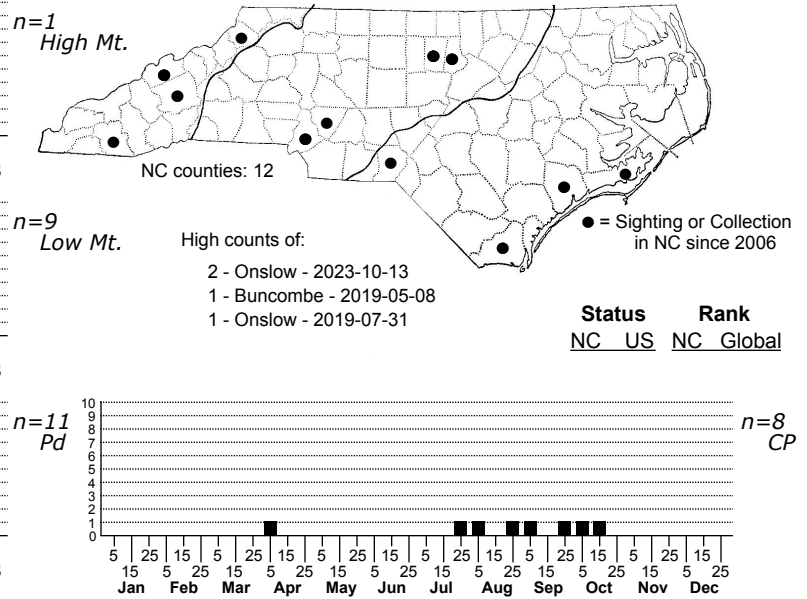 n=1
High Mt.
NC counties: 12
n=9
Low Mt.
High counts of:
2 - Onslow - 2023-10-13
1 - Buncombe - 2019-05-08
1 - Onslow - 2019-07-31
● = Sighting or Collection
in NC since 2006
Status Rank
NC US NC Global
n=11
Pd
n=8
CP
10
9
8
7
6
5
4
3
2
1
0
5 25 15 5 25 15 5 25 15 5 25 15 5 25 15 5 25 15
15 5 25 15 5 25 15 5 25 15 5 25 15 5 25 15 5 25
Jan Feb Mar Apr May Jun Jul Aug Sep Oct Nov Dec